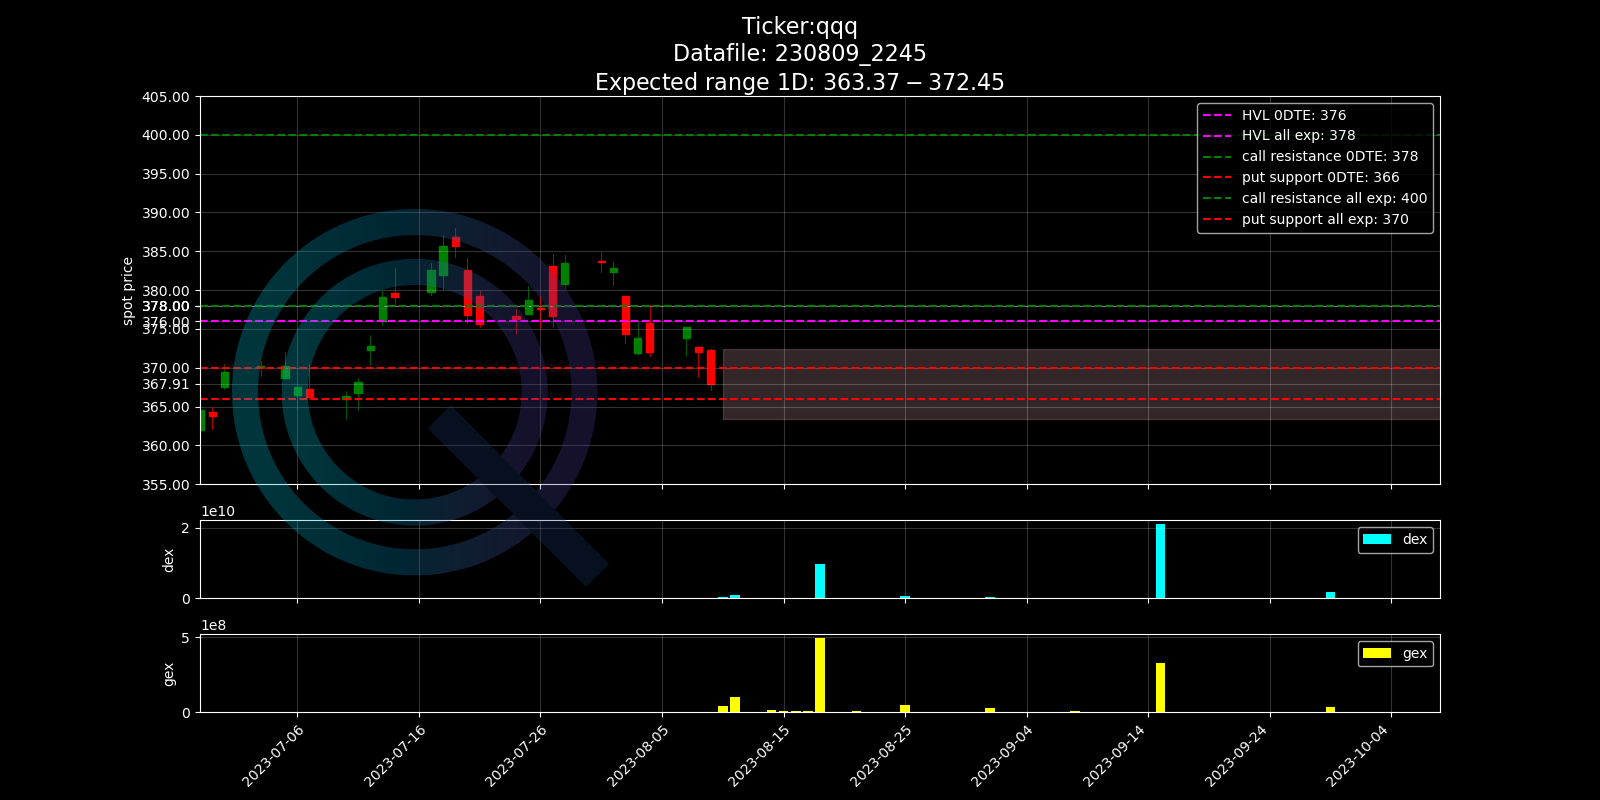 Ticker:qqq
Datafile: 230809_2245
Expected range 1D: 363.37 − 372.45
405.00
400.00
395.00
390.00
385.00
380.00
378.00
376.00
375.00
370.00
367.91
365.00
360.00
355.00
spot price
HVL 0DTE: 376
HVL all exp: 378
call resistance 0DTE: 378
put support 0DTE: 366
call resistance all exp: 400
put support all exp: 370
1e10
2
0
dex
dex
1e8
5
0
gex
gex
2023-07-06
2023-07-16
2023-07-26
2023-08-05
2023-08-15
2023-08-25
2023-09-04
2023-09-14
2023-09-24
2023-10-04